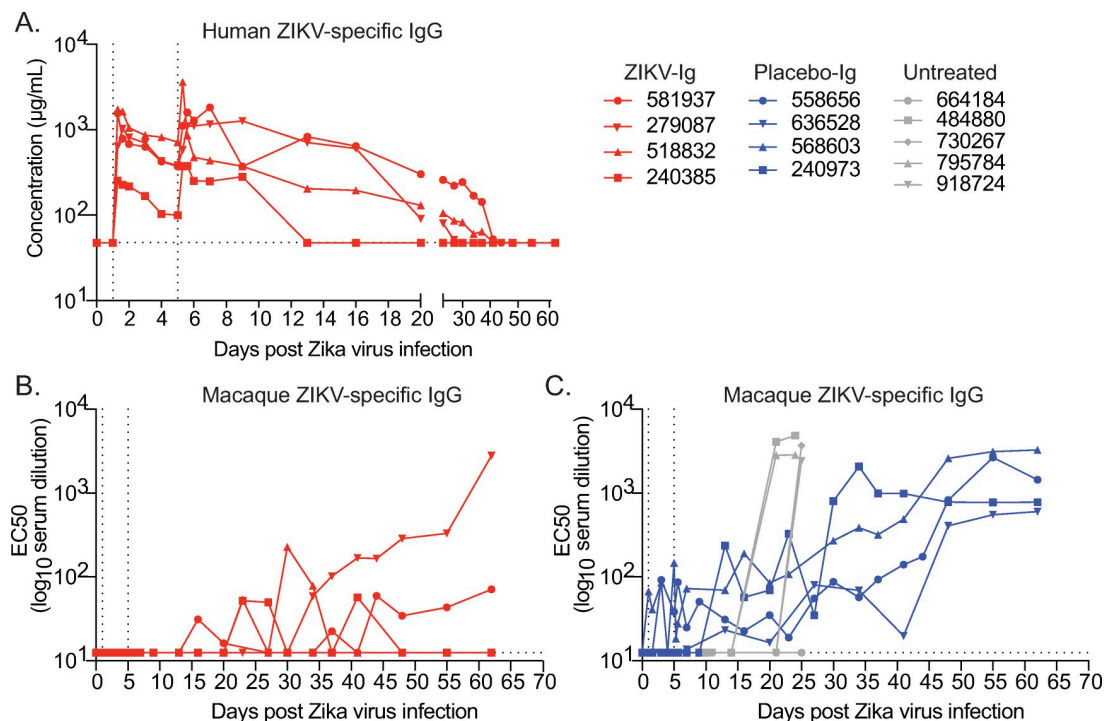 A.
Human ZIKV-specific IgG
Concentration (µg/mL)
10⁴
10³
10²
10¹
0 2 4 6 8 10 12 14 16 18 20 30 40 50 60
Days post Zika virus infection
ZIKV-Ig
581937
279087
518832
240385
Placebo-Ig
558656
636528
568603
240973
Untreated
664184
484880
730267
795784
918724
B.
Macaque ZIKV-specific IgG
EC50
(log₁₀ serum dilution)
10⁴
10³
10²
10¹
0 5 10 15 20 25 30 35 40 45 50 55 60 65 70
Days post Zika virus infection
C.
Macaque ZIKV-specific IgG
EC50
(log₁₀ serum dilution)
10⁴
10³
10²
10¹
0 5 10 15 20 25 30 35 40 45 50 55 60 65 70
Days post Zika virus infection